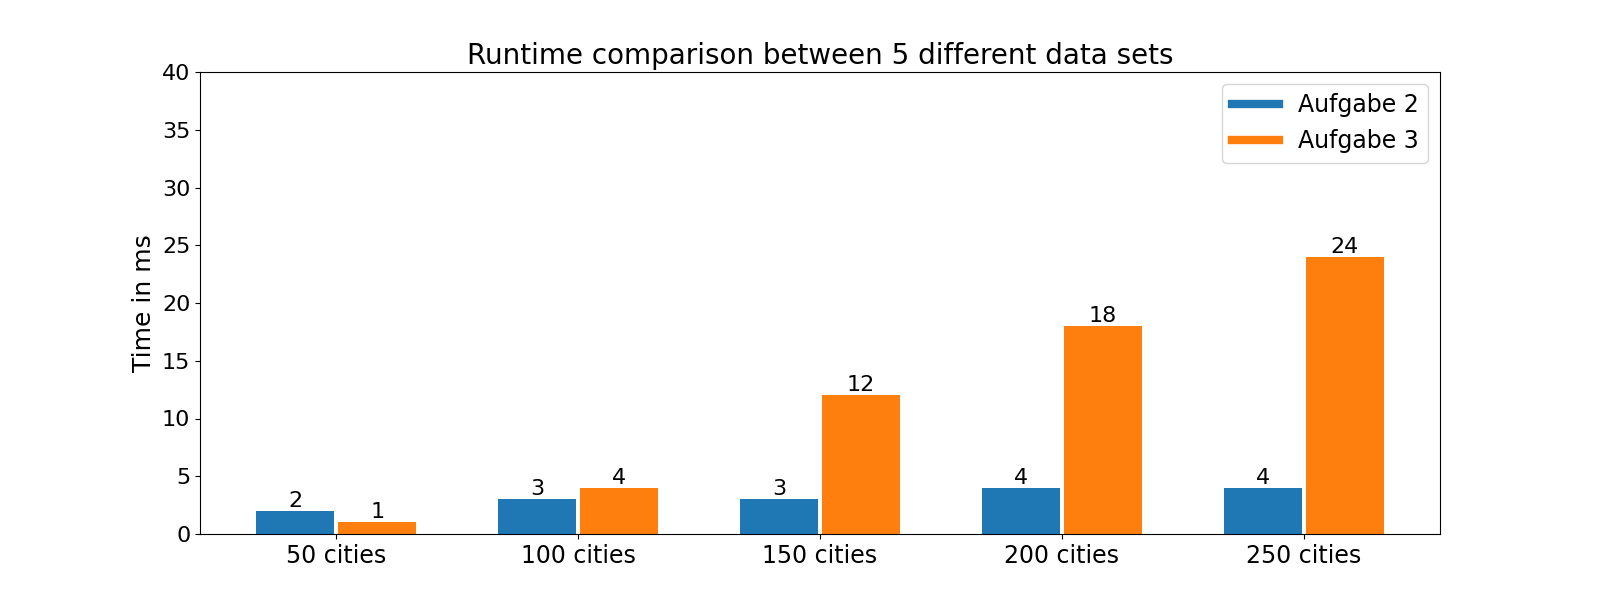 Runtime comparison between 5 different data sets
Aufgabe 2
Aufgabe 3
Time in ms
40
35
30
25
20
15
10
5
0
2
1
3
4
3
12
4
18
4
24
50 cities
100 cities
150 cities
200 cities
250 cities